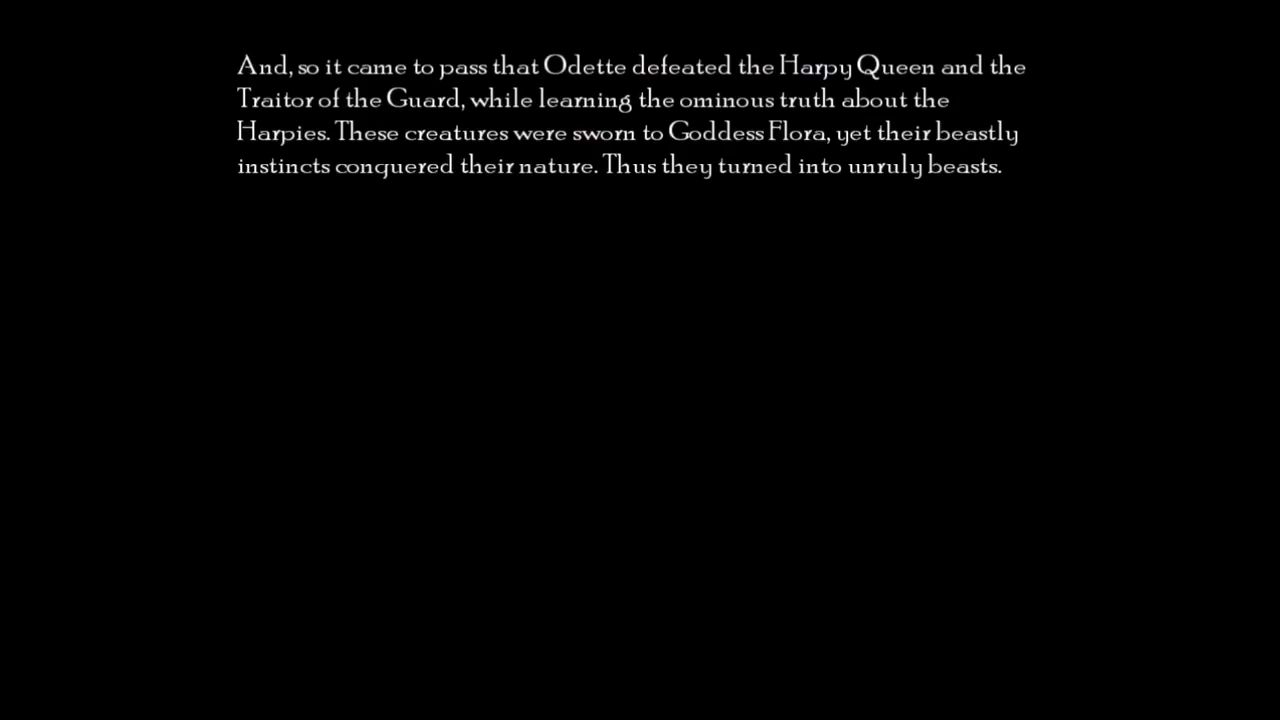 And, so it came to pass that Odette defeated the Harpy Queen and the
Traitor of the Guard, while learning the ominous truth about the
Harpies. These creatures were sworn to Goddess Flora, yet their beastly
instincts conquered their nature. Thus they turned into unruly beasts.